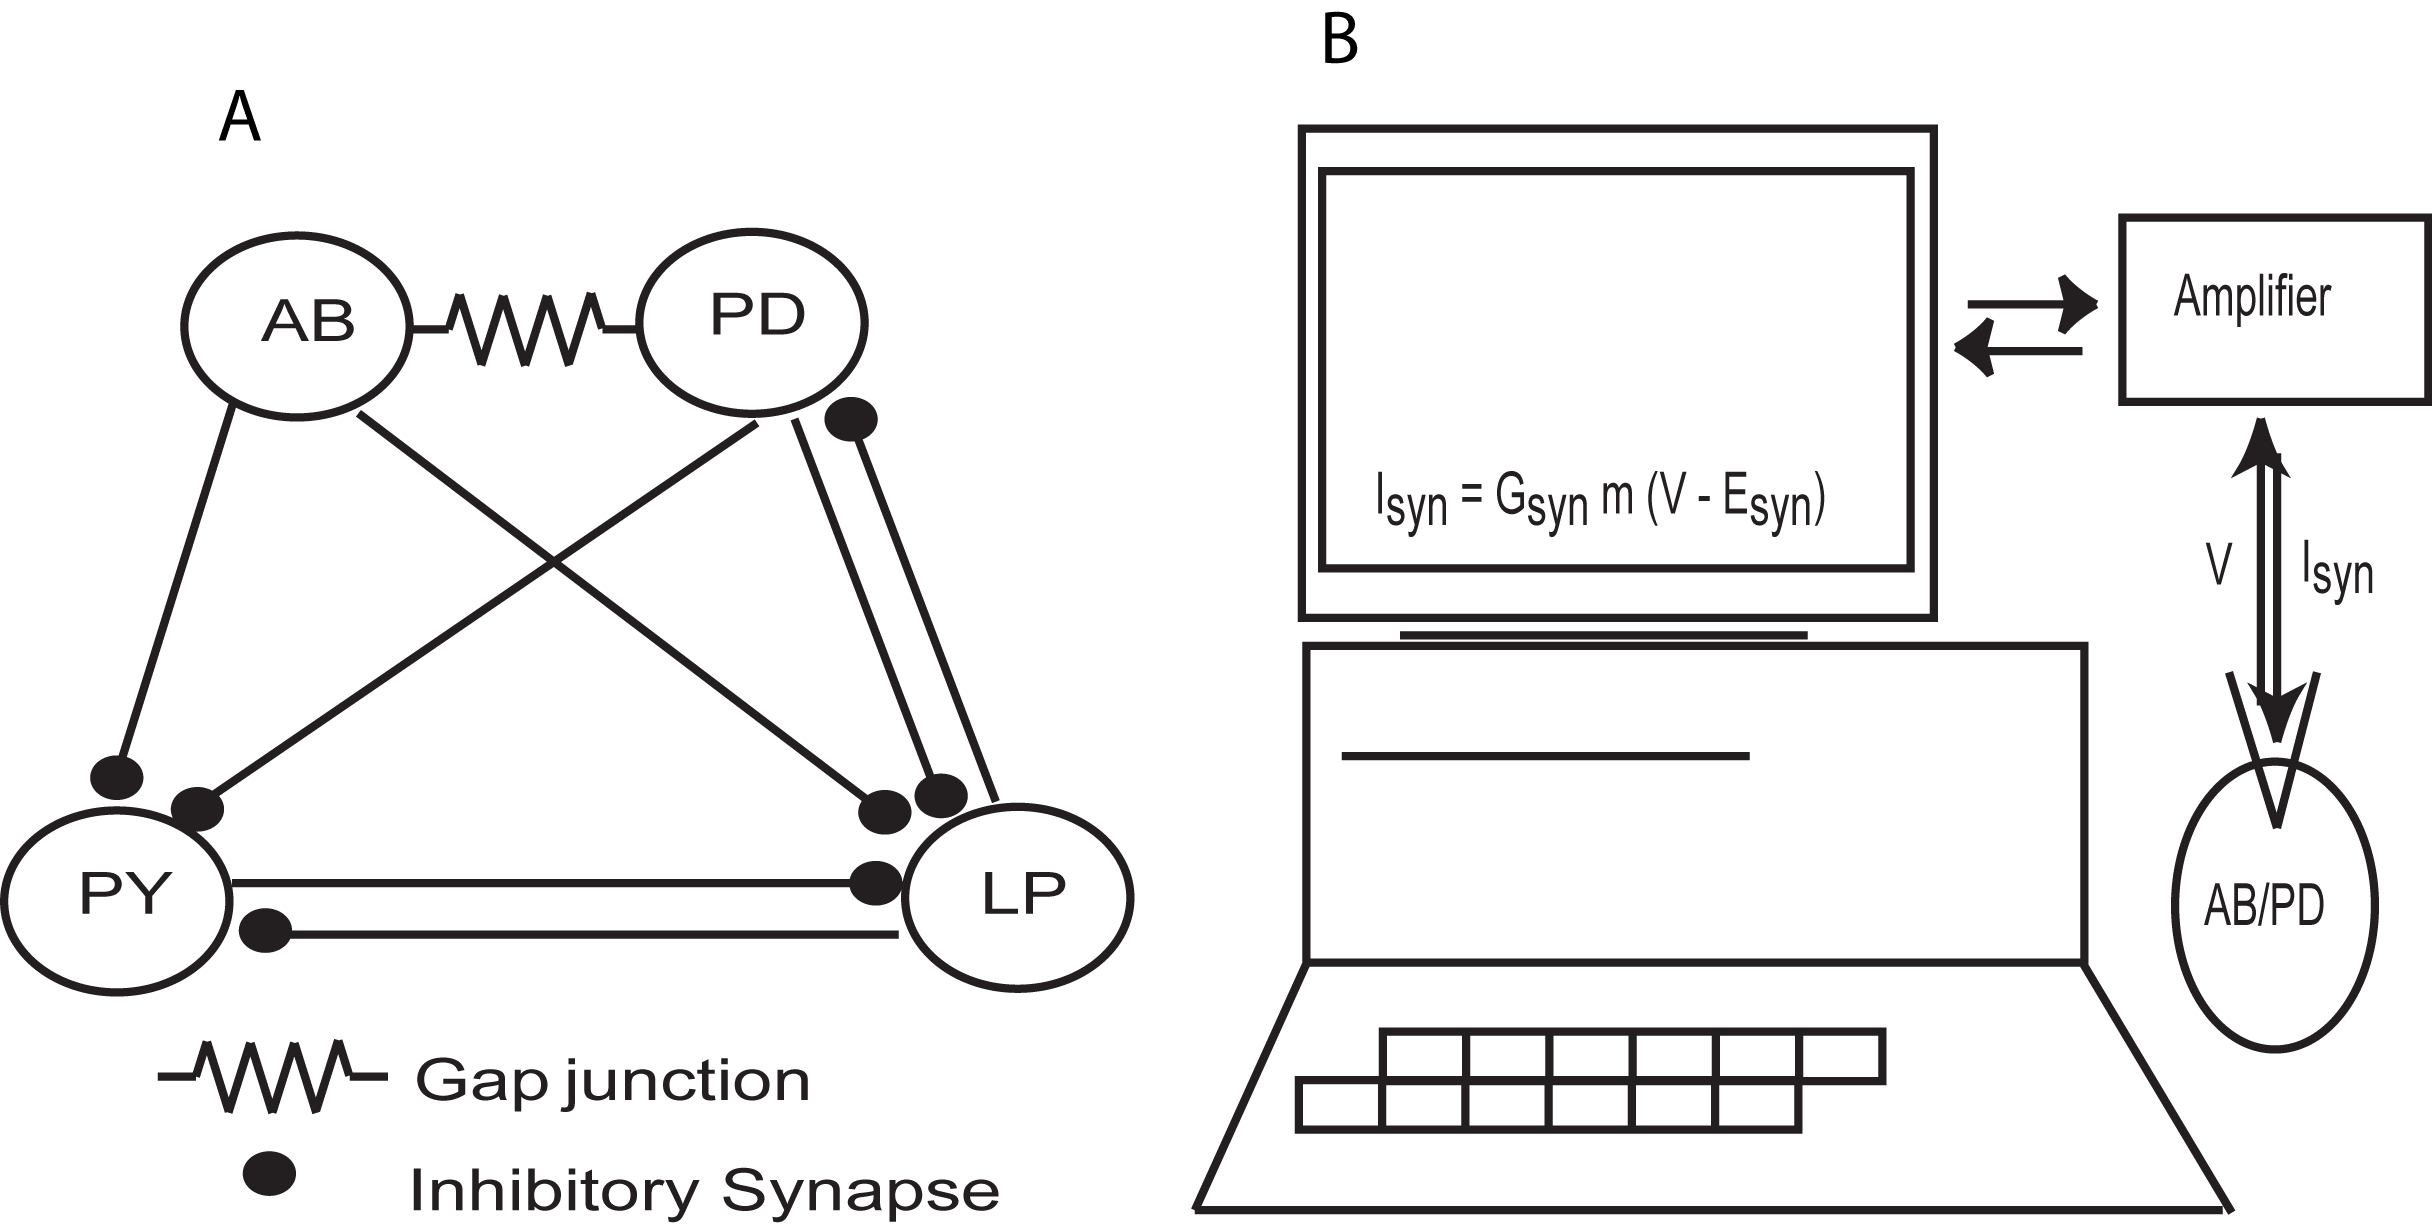 A
AB
PD
PY
LP
Gap junction
Inhibitory Synapse
B
Isyn = Gsyn m (V - Esyn)
Amplifier
V
Isyn
AB/PD